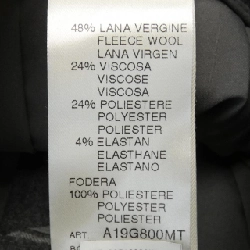 48% LANA VERGINE
FLEECE WOOL
LANA VIRGEN
24% VISCOSA
VISCOSE
VISCOSA
24% POLIESTERE
POLYESTER
POLIESTER
4% ELASTAN
ELASTHANE
ELASTANO
FODERA
100% POLIESTERE
POLYESTER
POLIESTER
ART. A19G800MT